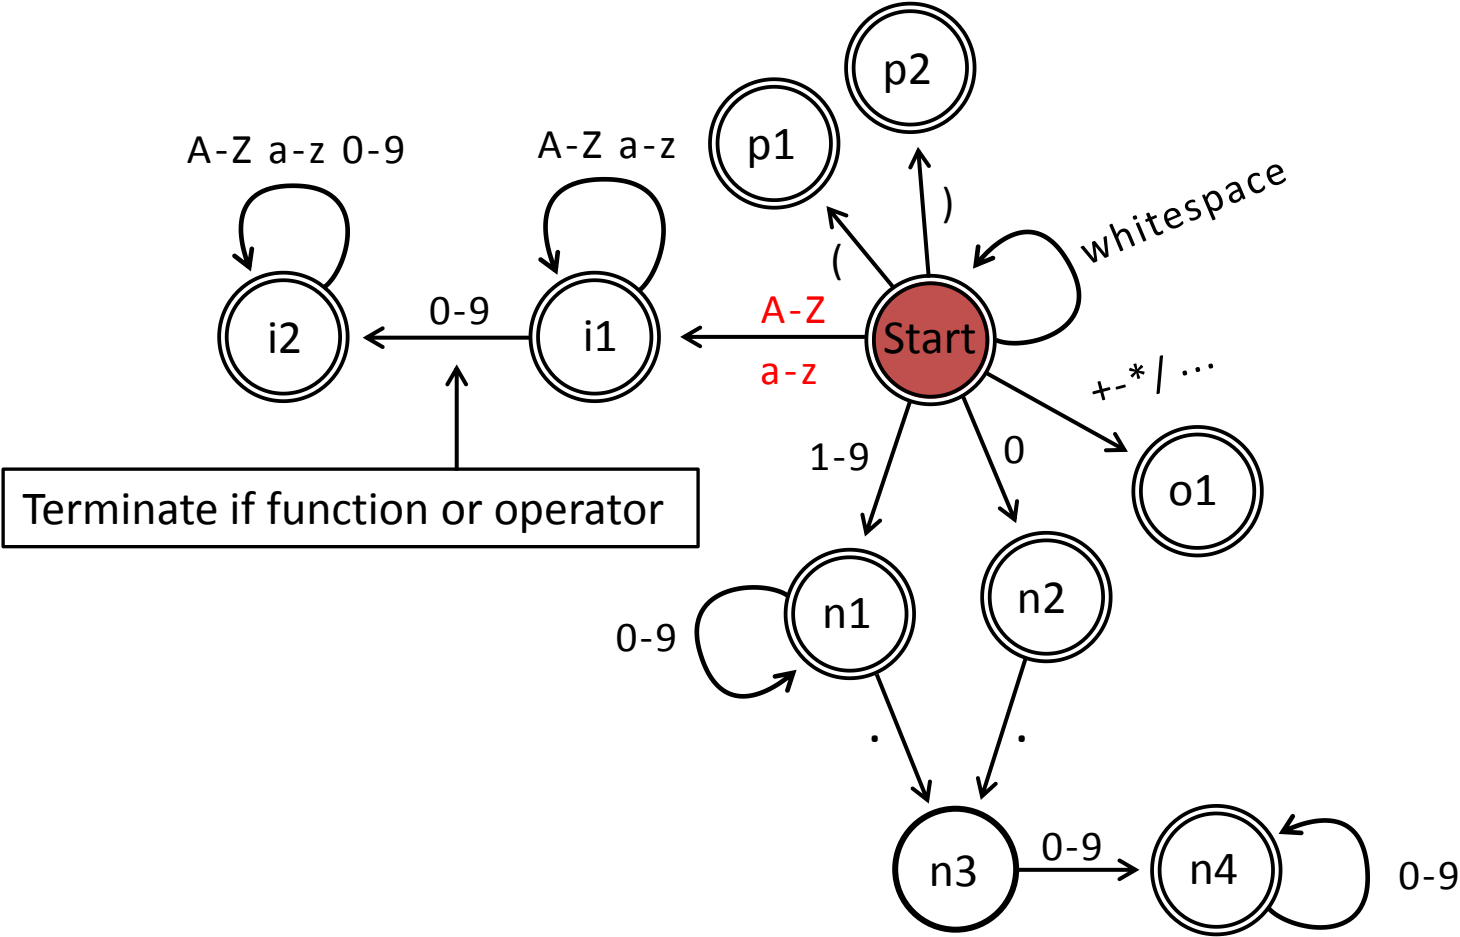 p2
p1
A-Z a-z 0-9
A-Z a-z
)
whitespace
(
0-9
A-Z
i2
i1
Start
a-z
+-*/ ...
1-9
0
Terminate if function or operator
o1
n1
n2
0-9
.
.
n3
0-9
n4
0-9